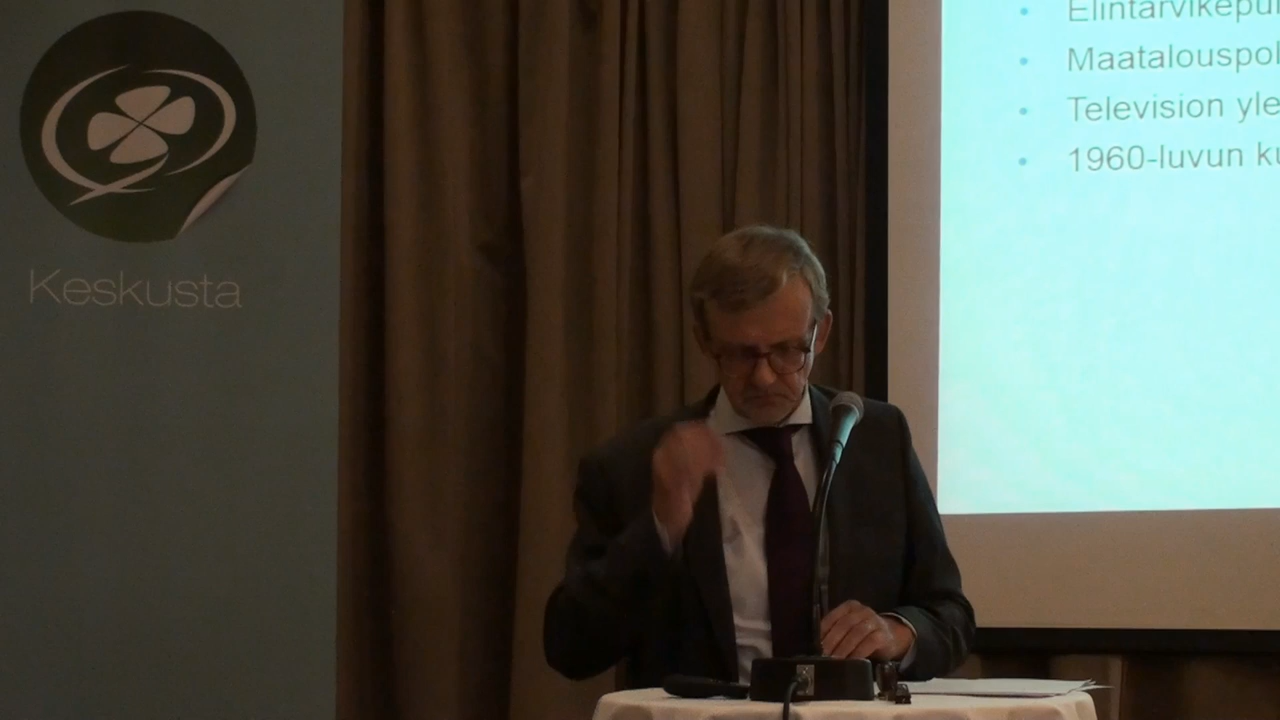 Keskusta
Elintarvikepu
Maatalouspol
Television yle
1960-luvun ku